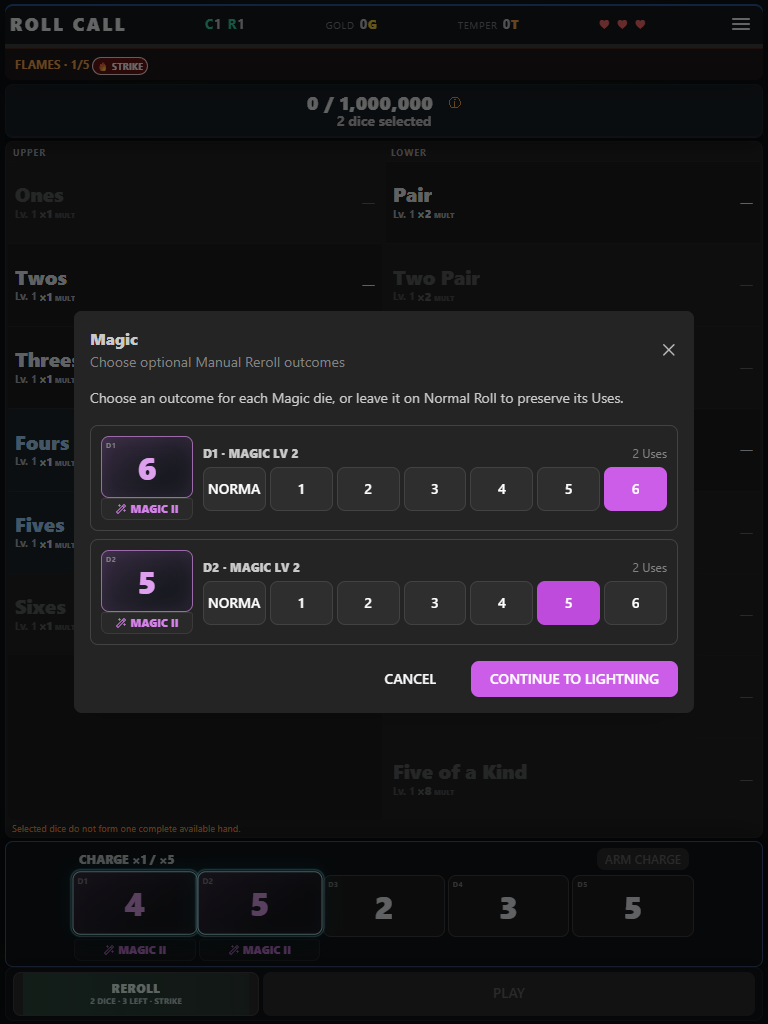 ROLL CALL C1 R1 GOLD 0G TEMPER 0T
FLAMES · 1/5 STRIKE
0 / 1,000,000
2 dice selected
UPPER LOWER
Ones —
Lv. 1 x1 MULT
Pair —
Lv. 1 x2 MULT
Twos —
Lv. 1 x1 MULT
Two Pair —
Lv. 1 x2 MULT
Threes
Lv. 1 x1 MULT
Fours
Lv. 1 x1 MULT
Fives
Lv. 1 x1 MULT
Sixes
Lv. 1 x1 MULT
Magic
Choose optional Manual Reroll outcomes
Choose an outcome for each Magic die, or leave it on Normal Roll to preserve its Uses.
D1
6
MAGIC II
D1 · MAGIC LV 2 2 Uses
NORMA 1 2 3 4 5 6
D2
5
MAGIC II
D2 · MAGIC LV 2 2 Uses
NORMA 1 2 3 4 5 6
CANCEL CONTINUE TO LIGHTNING
Five of a Kind —
Lv. 1 x8 MULT
Selected dice do not form one complete available hand.
CHARGE ×1 / ×5 ARM CHARGE
D1 D2 D3 D4 D5
4 5 2 3 5
MAGIC II MAGIC II
REROLL
2 DICE · 3 LEFT · STRIKE
PLAY